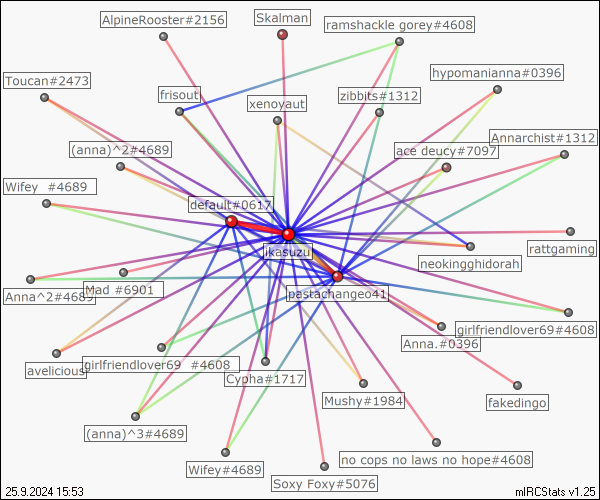 AlpineRooster#2156
Skalman
ramshackle gorey#4608
hypomanianna#0396
Toucan#2473
frisout
xenoyaut
zibbits#1312
Annarchist#1312
(anna)^2#4689
ace deucy#7097
Wifey   #4689
default#0617
ikasuzu
rattgaming
neokingghidorah
Anna^2#4689
Mad #6901
pastachangeo41
girlfriendlover69#4608
Anna.#0396
avelicious
girlfriendlover69  #4608
Cypha#1717
Mushy#1984
fakedingo
(anna)^3#4689
Wifey#4689
no cops no laws no hope#4608
Soxy Foxy#5076
25.9.2024 15:53
mIRCStats v1.25